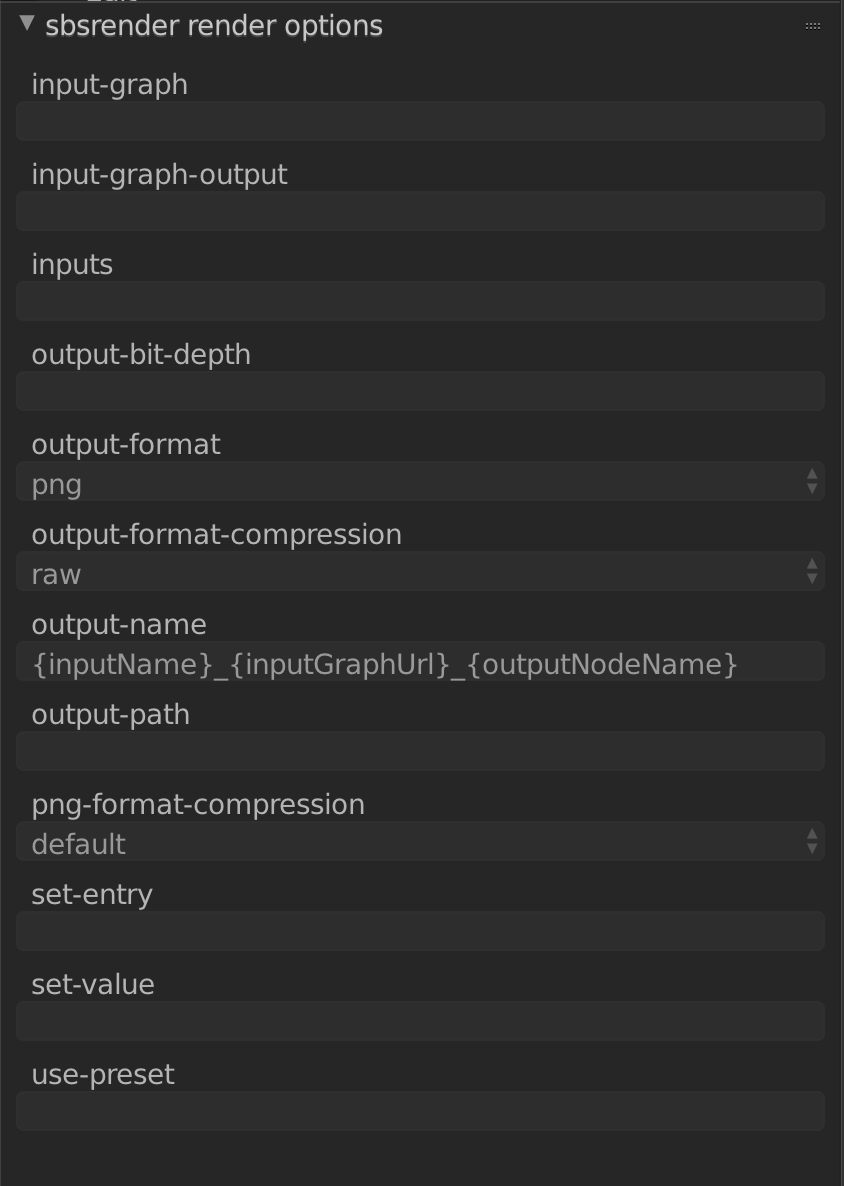 sbsrender render options
input-graph
input-graph-output
inputs
output-bit-depth
output-format
png
output-format-compression
raw
output-name
{inputName}_{inputGraphUrl}_{outputNodeName}
output-path
png-format-compression
default
set-entry
set-value
use-preset